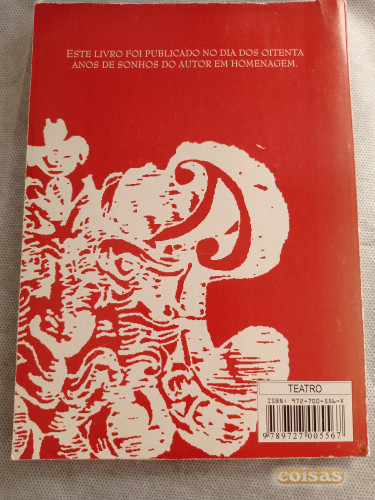 ESTE LIVRO FOI PUBLICADO NO DIA DOS OITENTA
ANOS DE SONHOS DO AUTOR EM HOMENAGEM.
TEATRO
ISBN: 972-700-556-X
9789727005567
coisas